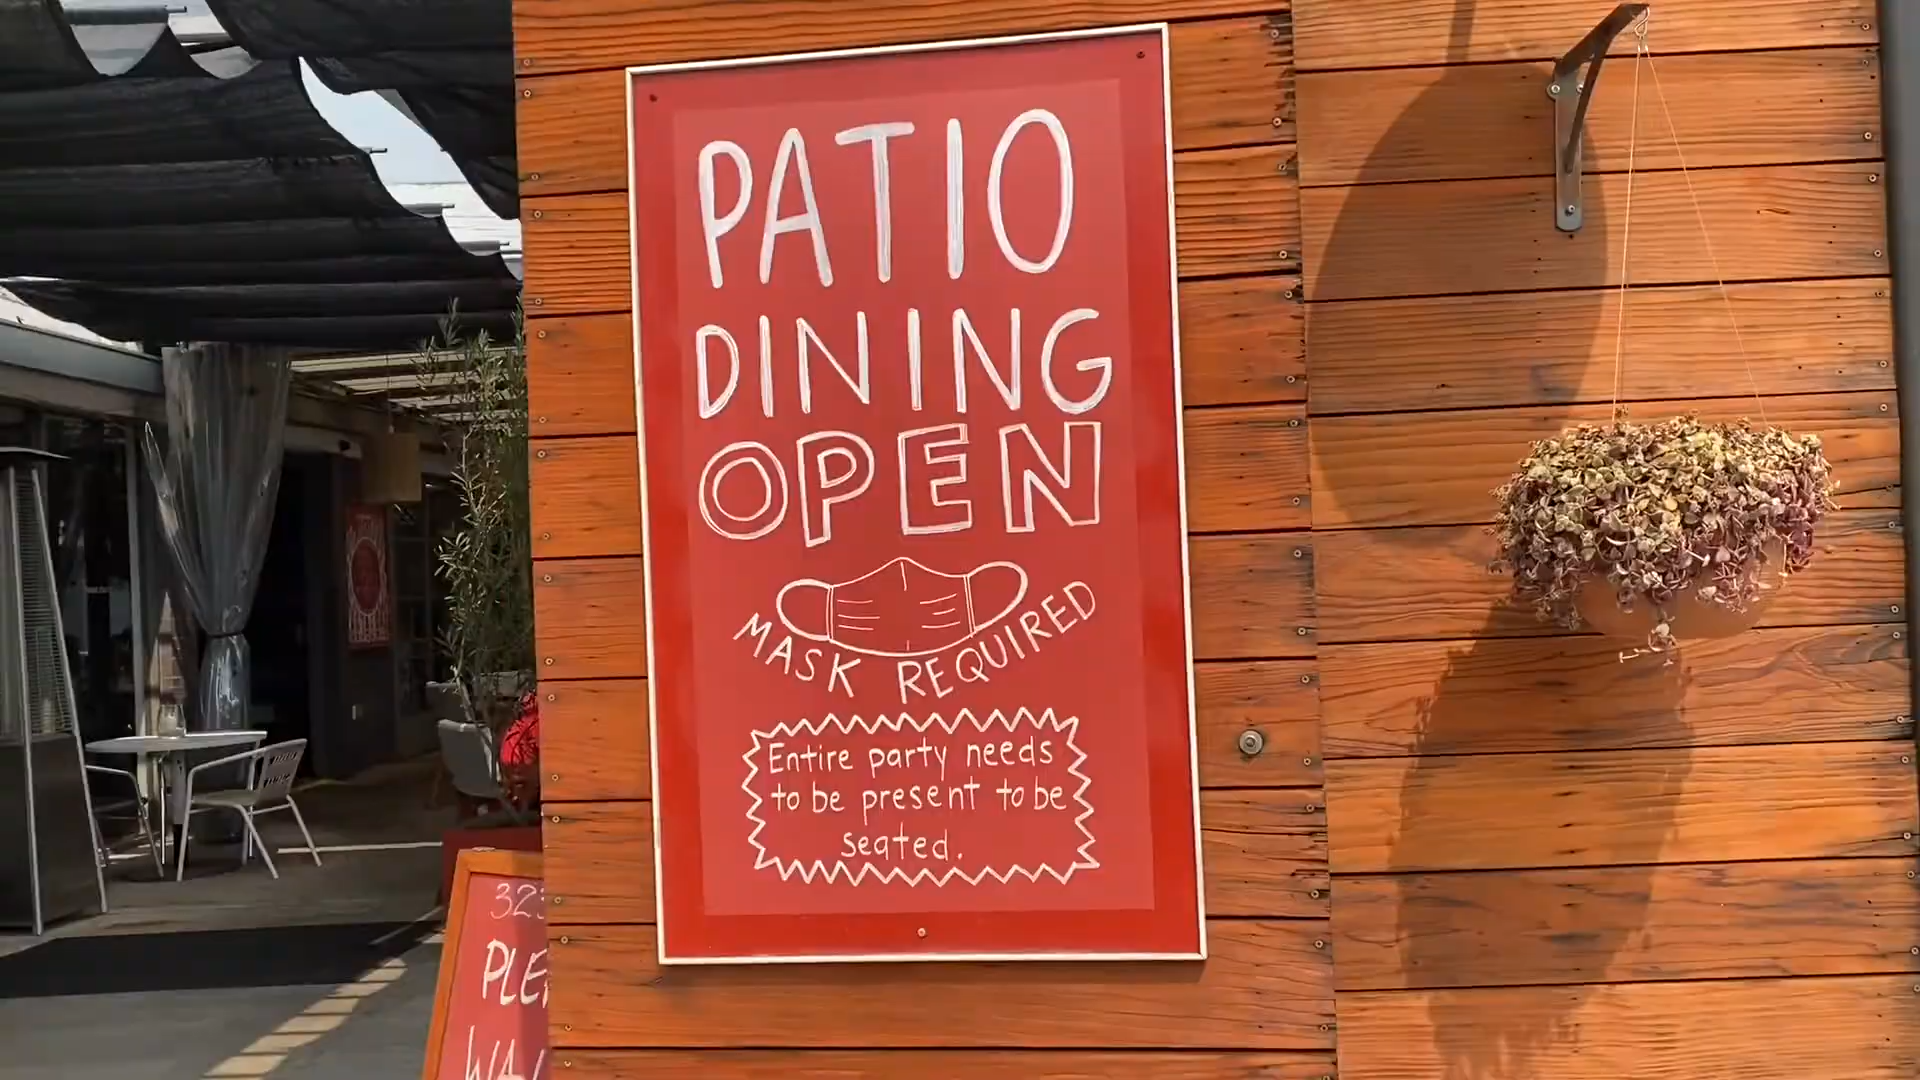 PATIO
DINING
OPEN
MASK REQUIRED
Entire party needs
to be present to be
seated.